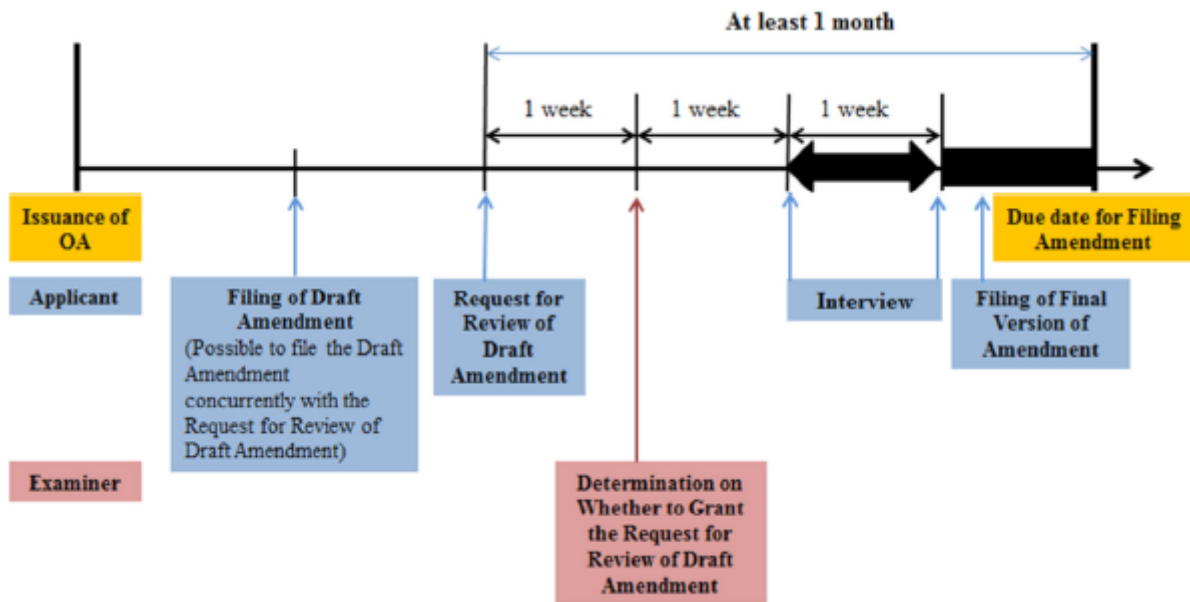 At least 1 month
1 week
1 week
1 week
Issuance of
OA
Due date for Filing
Amendment
Applicant
Filing of Draft
Amendment
(Possible to file the Draft
Amendment
concurrently with the
Request for Review of
Draft Amendment)
Request for
Review of
Draft
Amendment
Interview
Filing of Final
Version of
Amendment
Examiner
Determination on
Whether to Grant
the Request for
Review of Draft
Amendment